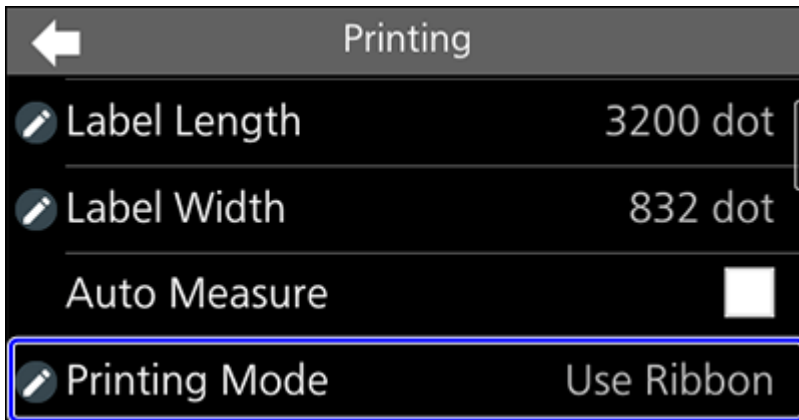 Printing
Label Length 3200 dot
Label Width 832 dot
Auto Measure
Printing Mode Use Ribbon